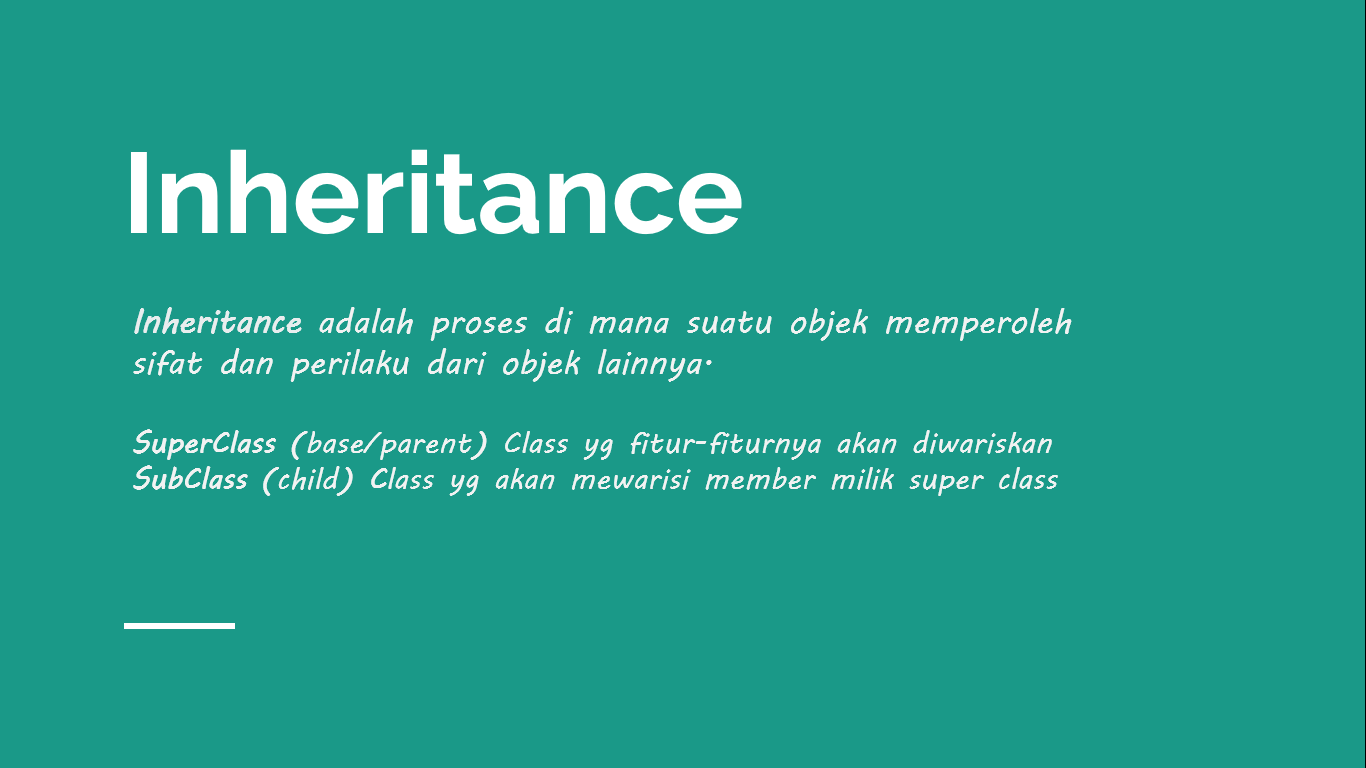 Inheritance
Inheritance adalah proses di mana suatu objek memperoleh
sifat dan perilaku dari objek lainnya.
SuperClass (base/parent) Class yg fitur-fiturnya akan diwariskan
SubClass (child) Class yg akan mewarisi member milik super class